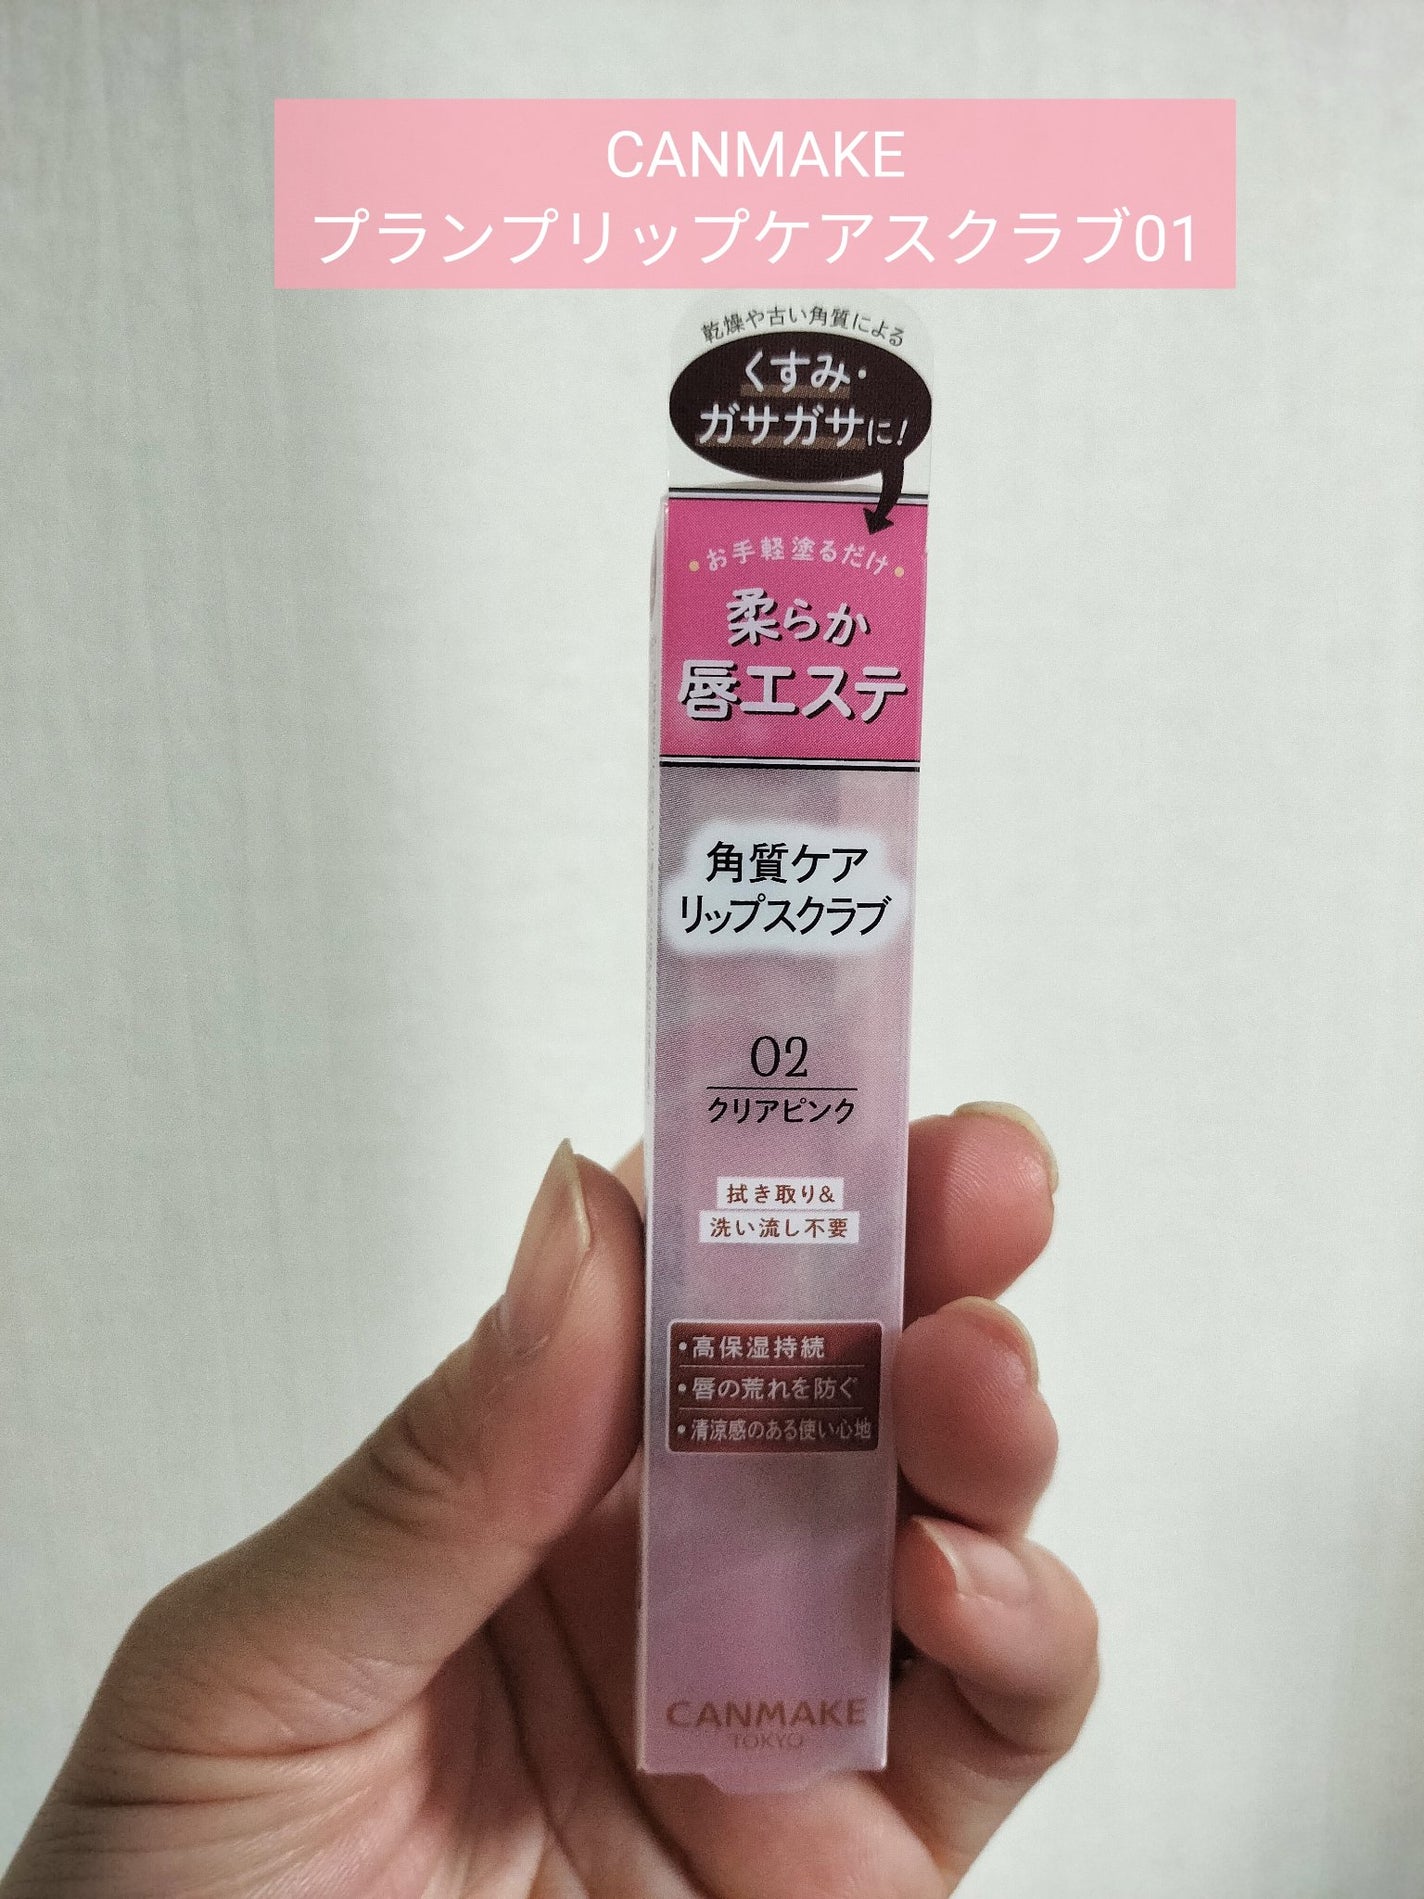 CANMAKE
プランプリップケアスクラブ01
乾燥や古い角質による
くすみ・
ガサガサに!
・お手軽塗るだけ・
柔らか
唇エステ
角質ケア
リップスクラブ
02
クリアピンク
拭き取り&
洗い流し不要
•高保湿持続
•唇の荒れを防ぐ
•清涼感のある使い心地
CANMAKE
TOKYO